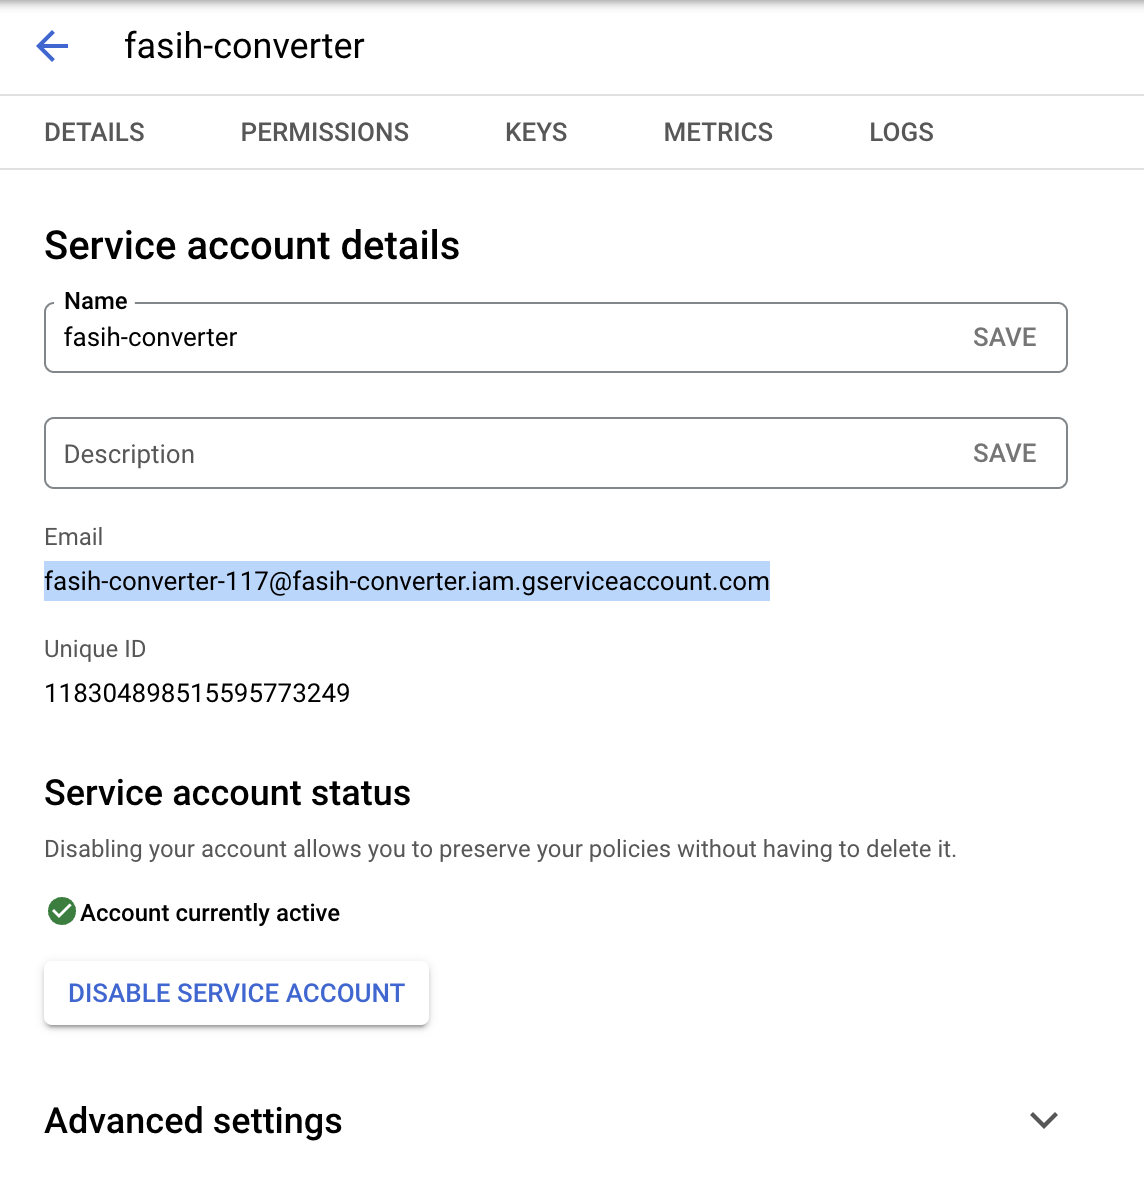 fasih-converter
DETAILS PERMISSIONS KEYS METRICS LOGS
Service account details
Name
fasih-converter SAVE
Description SAVE
Email
fasih-converter-117@fasih-converter.iam.gserviceaccount.com
Unique ID
118304898515595773249
Service account status
Disabling your account allows you to preserve your policies without having to delete it.
Account currently active
DISABLE SERVICE ACCOUNT
Advanced settings